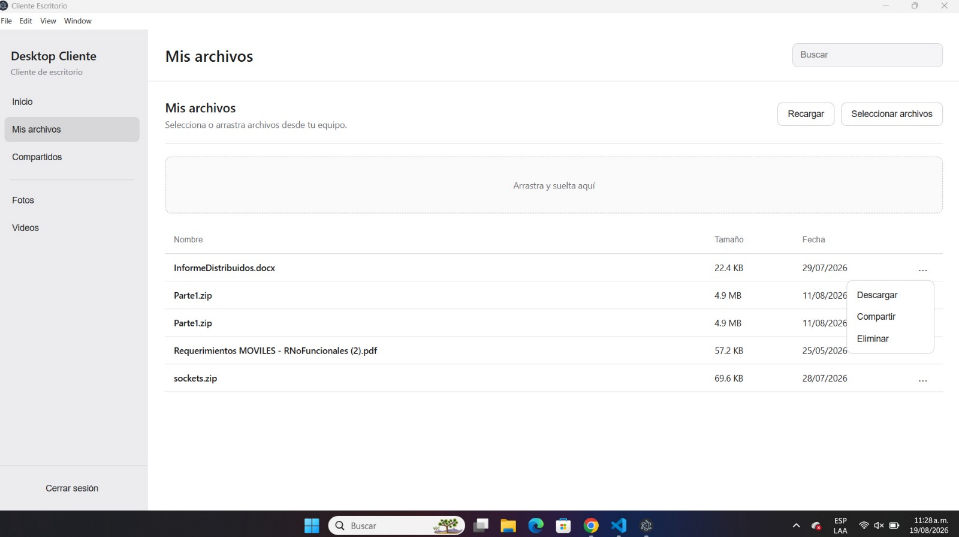 Cliente Escritorio
File Edit View Window
Desktop Cliente
Cliente de escritorio
Inicio
Mis archivos
Compartidos
Fotos
Videos
Cerrar sesión
Mis archivos
Buscar
Mis archivos
Selecciona o arrastra archivos desde tu equipo.
Recargar
Seleccionar archivos
Arrastra y suelta aquí
Nombre Tamaño Fecha
InformeDistribuidos.docx 22.4 KB 29/07/2026 ...
Parte1.zip 4.9 MB 11/08/2026
Parte1.zip 4.9 MB 11/08/2026
Requerimientos MOVILES - RNoFuncionales (2).pdf 57.2 KB 25/05/2026
sockets.zip 69.6 KB 28/07/2026 ...
Descargar
Compartir
Eliminar
Buscar
ESP
LAA
11:28 a. m.
19/08/2026